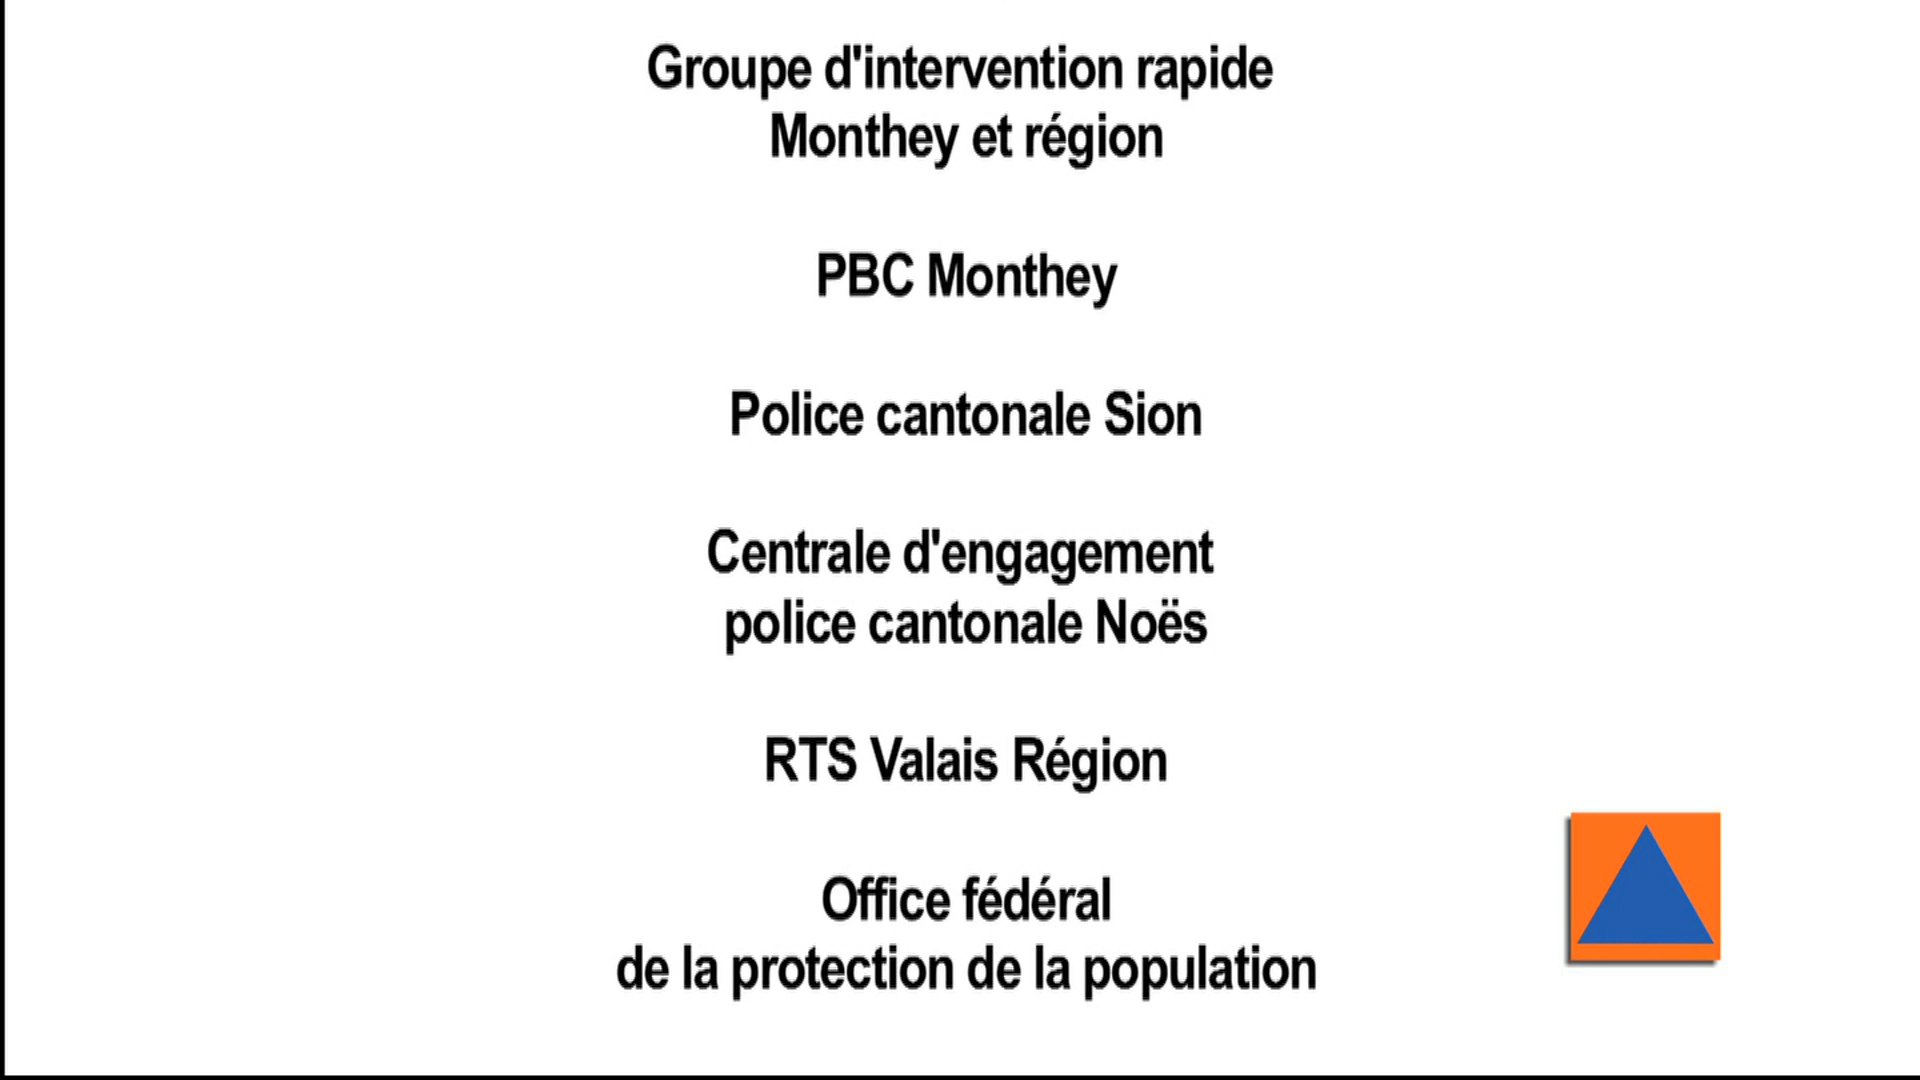 Groupe d'intervention rapide
Monthey et région
PBC Monthey
Police cantonale Sion
Centrale d'engagement
police cantonale Noës
RTS Valais Région
Office fédéral
de la protection de la population